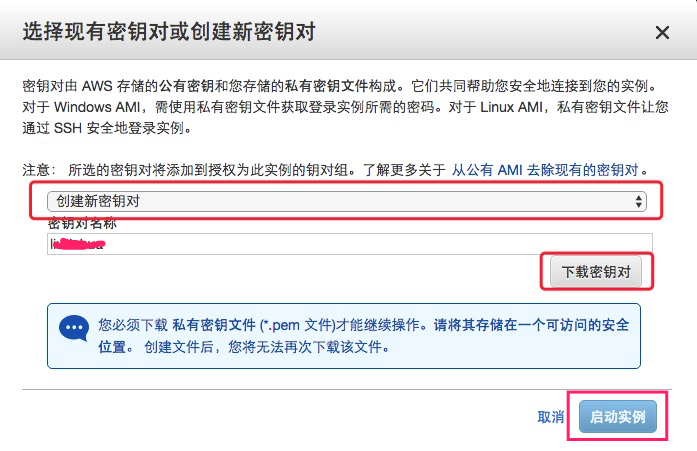 选择现有密钥对或创建新密钥对
密钥对由 AWS 存储的公有密钥和您存储的私有密钥文件构成。它们共同帮助您安全地连接到您的实例。
对于 Windows AMI，需使用私有密钥文件获取登录实例所需的密码。对于 Linux AMI，私有密钥文件让您
通过 SSH 安全地登录实例。
注意： 所选的密钥对将添加到授权为此实例的钥对组。了解更多关于 从公有 AMI 去除现有的密钥对。
创建新密钥对
密钥对名称
下载密钥对
您必须下载 私有密钥文件 (*.pem 文件)才能继续操作。请将其存储在一个可访问的安全
位置。 创建文件后，您将无法再次下载该文件。
取消 启动实例